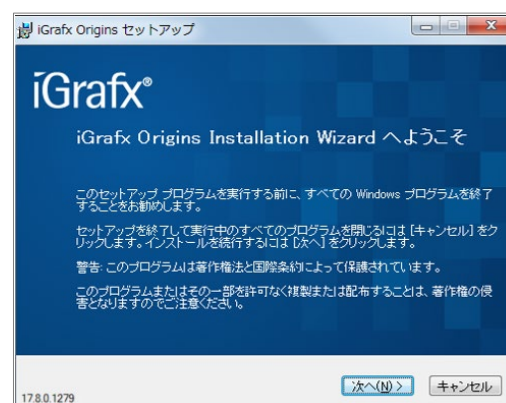 iGrafx Origins セットアップ
iGrafx®
iGrafx Origins Installation Wizard へようこそ
このセットアップ プログラムを実行する前に、すべての Windows プログラムを終了
することをお勧めします。
セットアップを終了して実行中のすべてのプログラムを閉じるには [キャンセル] をク
リックします。インストールを続行するには [次へ] をクリックします。
警告: このプログラムは著作権法と国際条約によって保護されています。
このプログラムまたはその一部を許可なく複製または配布することは、著作権の侵
害となりますのでご注意ください。
次へ(N) > キャンセル
17.8.0.1279